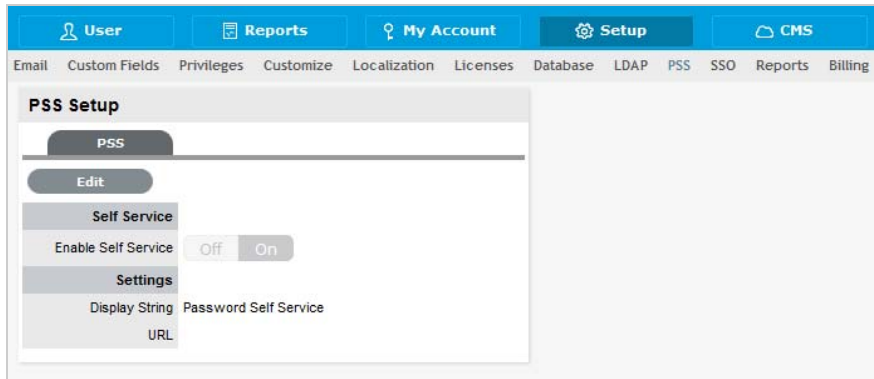 User Reports My Account Setup CMS
Email Custom Fields Privileges Customize Localization Licenses Database LDAP PSS SSO Reports Billing
PSS Setup
PSS
Edit
Self Service
Enable Self Service Off On
Settings
Display String Password Self Service
URL